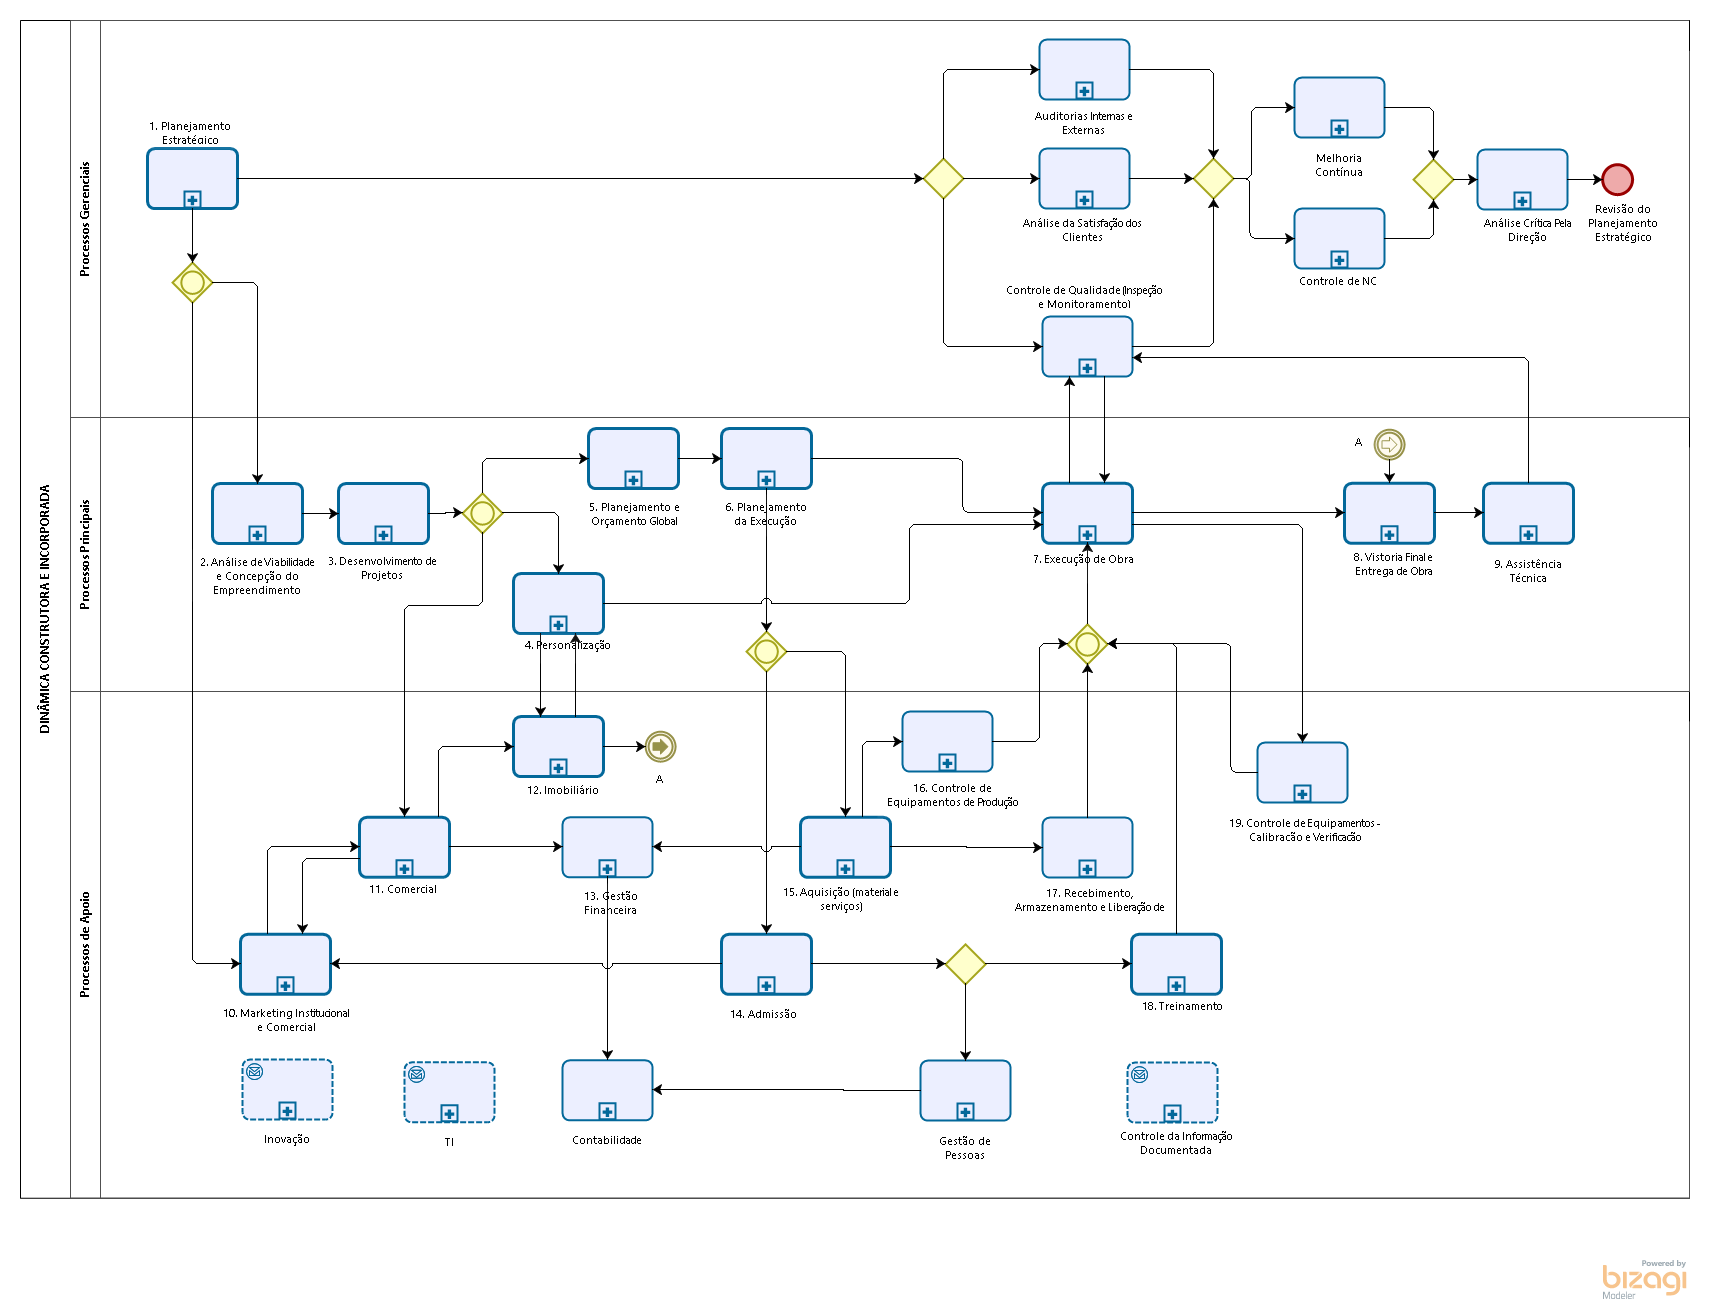 DINÂMICA CONSTRUTORA E INCORPORADA
Processos Gerenciais
1. Planejamento
Estratégico
Auditorias Internas e
Externas
Análise da Satisfação dos
Clientes
Controle de Qualidade (Inspeção
e Monitoramento)
Melhoria
Contínua
Controle de NC
Análise Crítica Pela
Direção
Revisão do
Planejamento
Estratégico
Processos Principais
2. Análise de Viabilidade
e Concepção do
Empreendimento
3. Desenvolvimento de
Projetos
4. Personalização
5. Planejamento e
Orçamento Global
6. Planejamento
da Execução
7. Execução de Obra
A
8. Vistoria Final e
Entrega de Obra
9. Assistência
Técnica
Processos de Apoio
12. Imobiliário
A
16. Controle de
Equipamentos de Produção
19. Controle de Equipamentos -
Calibração e Verificação
11. Comercial
13. Gestão
Financeira
15. Aquisição (material e
serviços)
17. Recebimento,
Armazenamento e Liberação de
10. Marketing Institucional
e Comercial
14. Admissão
18. Treinamento
Inovação
TI
Contabilidade
Gestão de
Pessoas
Controle da Informação
Documentada
Powered by
bizagi
Modeler